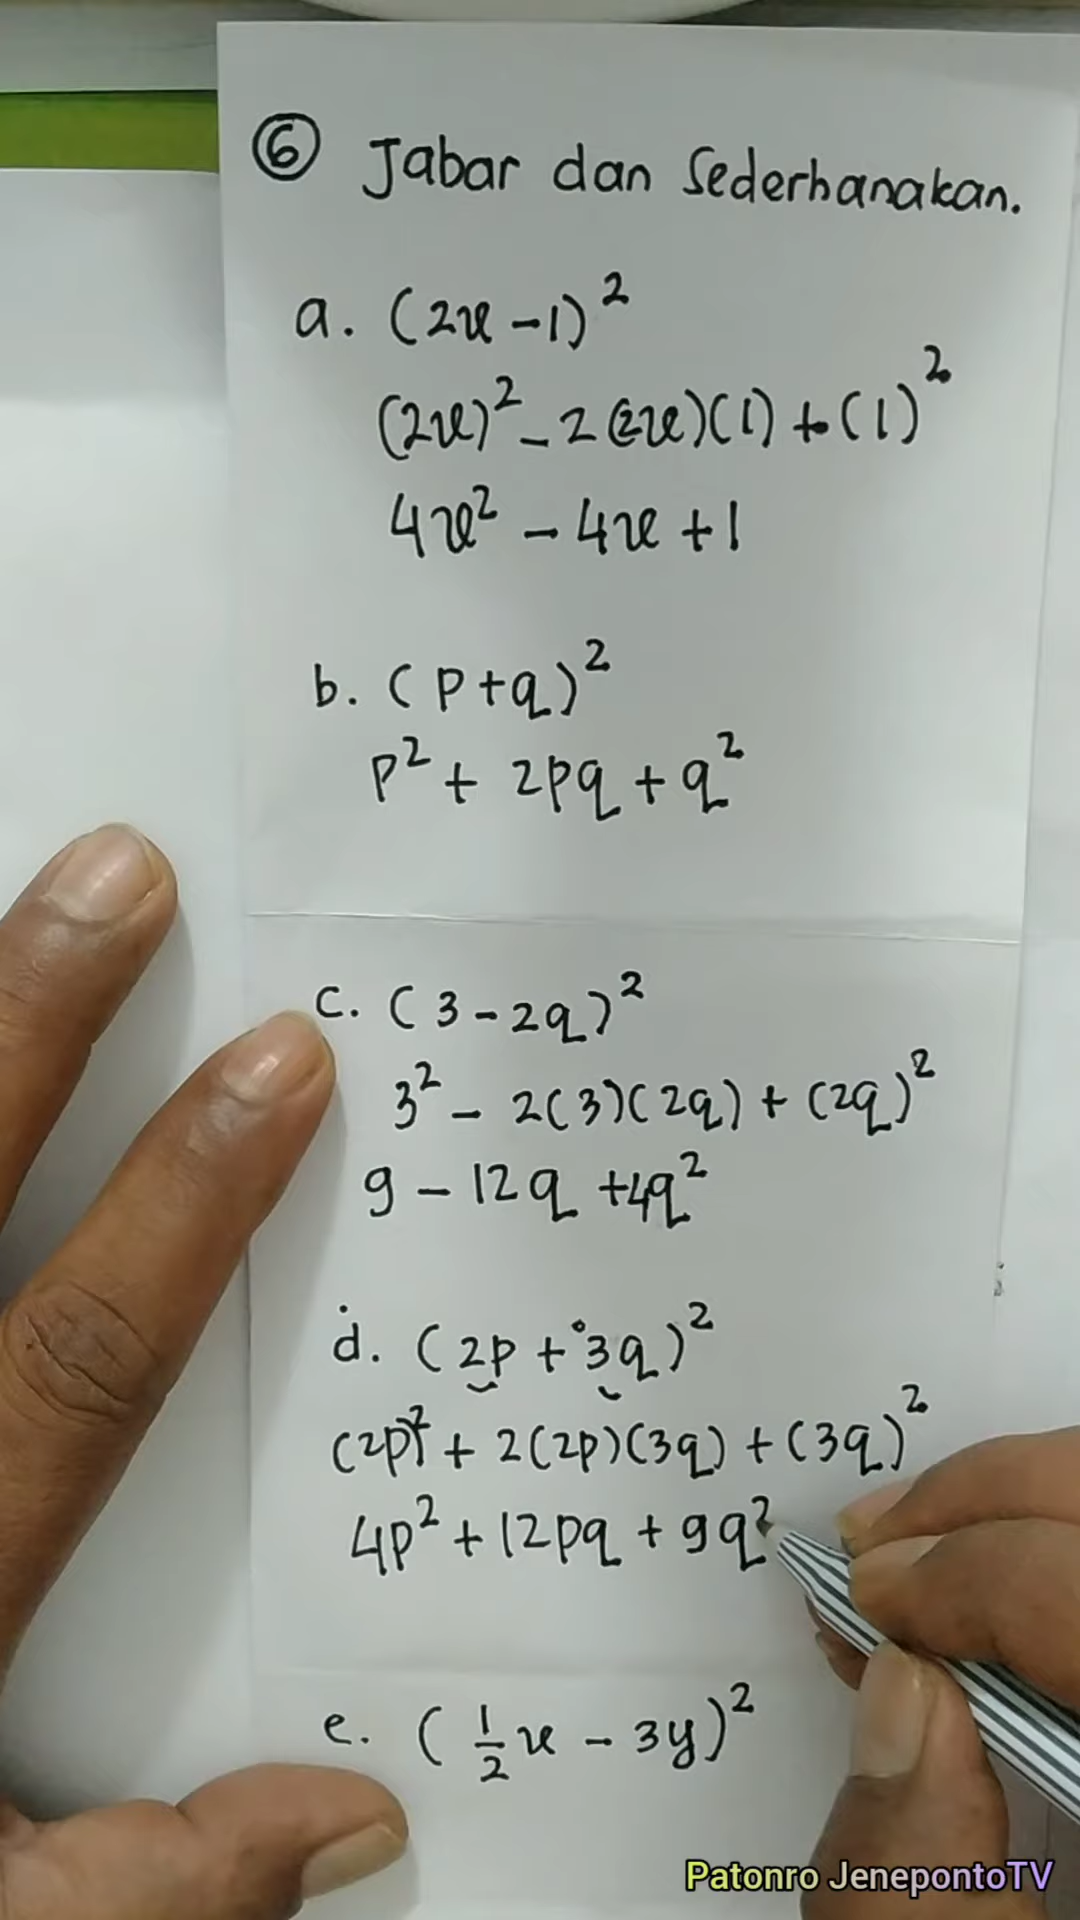 ⑥ Jabar dan Sederhanakan.
a. (2x - 1)²
(2x)² - 2(2x)(1) + (1)²
4x² - 4x + 1
b. (p+q)²
p² + 2pq + q²
c. (3 - 2q)²
3² - 2(3)(2q) + (2q)²
9 - 12q + 4q²
d. (2p + 3q)²
(2p)² + 2(2p)(3q) + (3q)²
4p² + 12pq + 9q²
e. (½x - 3y)²
Patonro JenepontoTV